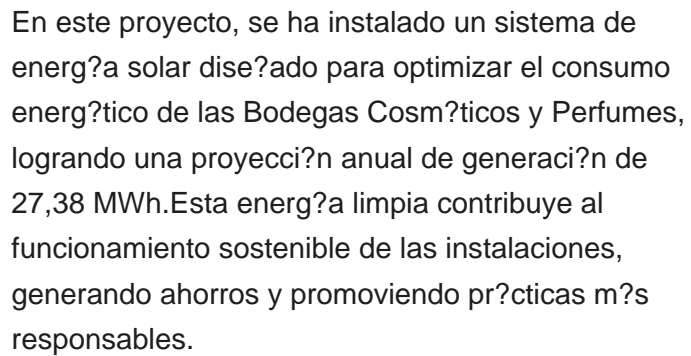 En este proyecto, se ha instalado un sistema de
energ?a solar dise?ado para optimizar el consumo
energ?tico de las Bodegas Cosm?ticos y Perfumes,
logrando una proyecci?n anual de generaci?n de
27,38 MWh.Esta energ?a limpia contribuye al
funcionamiento sostenible de las instalaciones,
generando ahorros y promoviendo pr?cticas m?s
responsables.